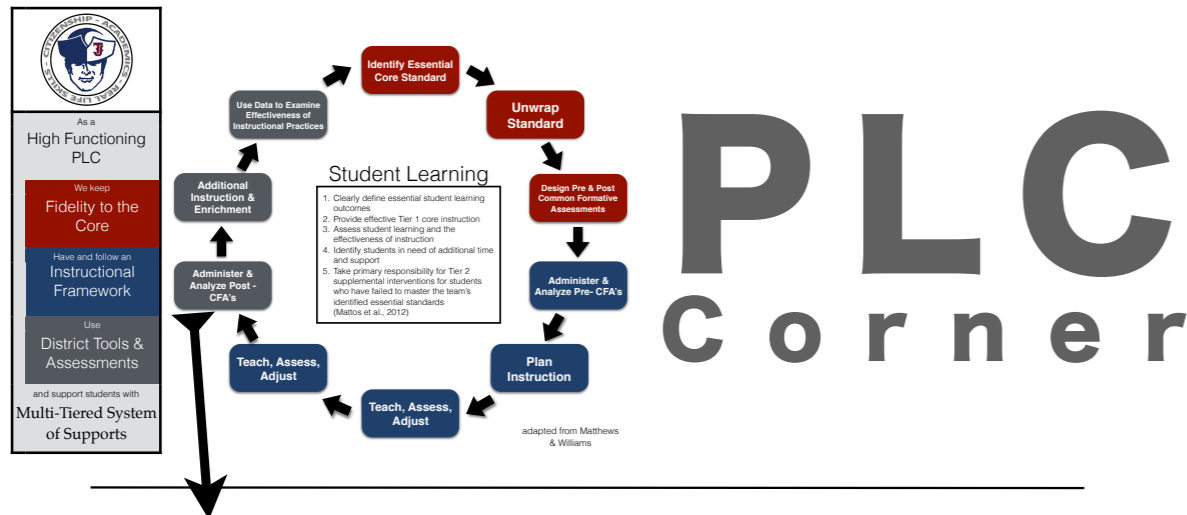 CITIZENSHIP - ACADEMICS - REAL LIFE SKILLS -
J
As a
High Functioning
PLC
We keep
Fidelity to the
Core
Have and follow an
Instructional
Framework
Use
District Tools &
Assessments
and support students with
Multi-Tiered System
of Supports
Identify Essential
Core Standard
Unwrap
Standard
Design Pre & Post
Common Formative
Assessments
Administer &
Analyze Pre- CFA's
Plan
Instruction
Teach, Assess,
Adjust
Teach, Assess,
Adjust
Administer &
Analyze Post -
CFA's
Additional
Instruction &
Enrichment
Use Data to Examine
Effectiveness of
Instructional Practices
Student Learning
1. Clearly define essential student learning
outcomes
2. Provide effective Tier 1 core instruction
3. Assess student learning and the
effectiveness of instruction
4. Identify students in need of additional time
and support
5. Take primary responsibility for Tier 2
supplemental interventions for students
who have failed to master the team's
identified essential standards
(Mattos et al., 2012)
adapted from Matthews
& Williams
PLC
Corner